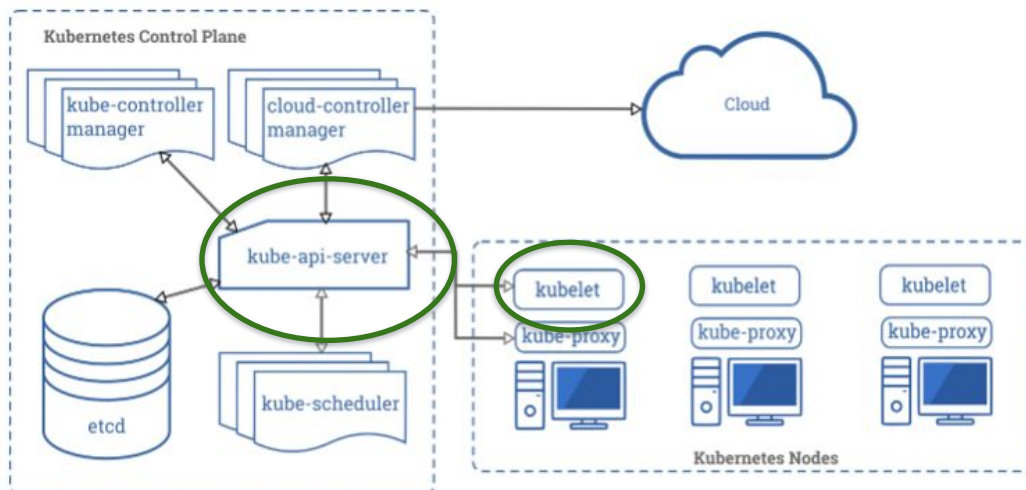 Kubernetes Control Plane
kube-controller
manager
cloud-controller
manager
Cloud
kube-api-server
kubelet
kubelet
kubelet
kube-proxy
kube-proxy
kube-proxy
etcd
kube-scheduler
Kubernetes Nodes